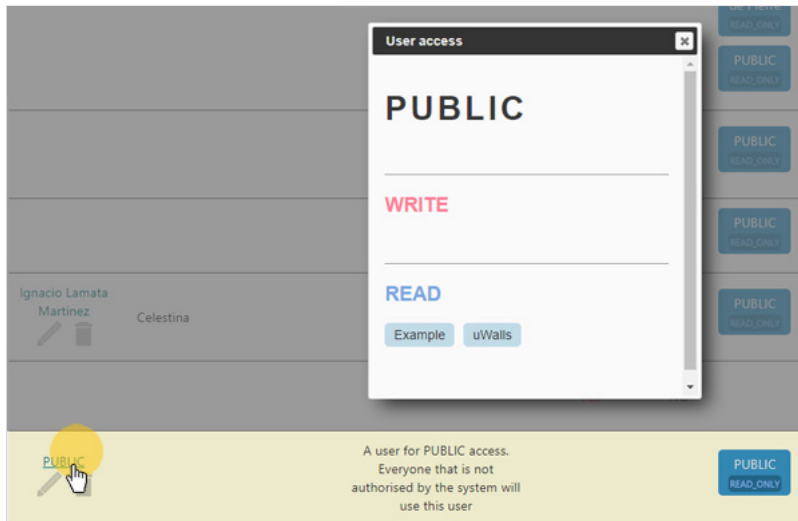 de Pierre
READ_ONLY
User access
PUBLIC
READ_ONLY
PUBLIC
PUBLIC
READ_ONLY
WRITE
PUBLIC
READ_ONLY
READ
Ignacio Lamata
Martinez
Celestina
PUBLIC
READ_ONLY
Example
uWalls
A user for PUBLIC access.
Everyone that is not
authorised by the system will
use this user
PUBLIC
PUBLIC
READ_ONLY